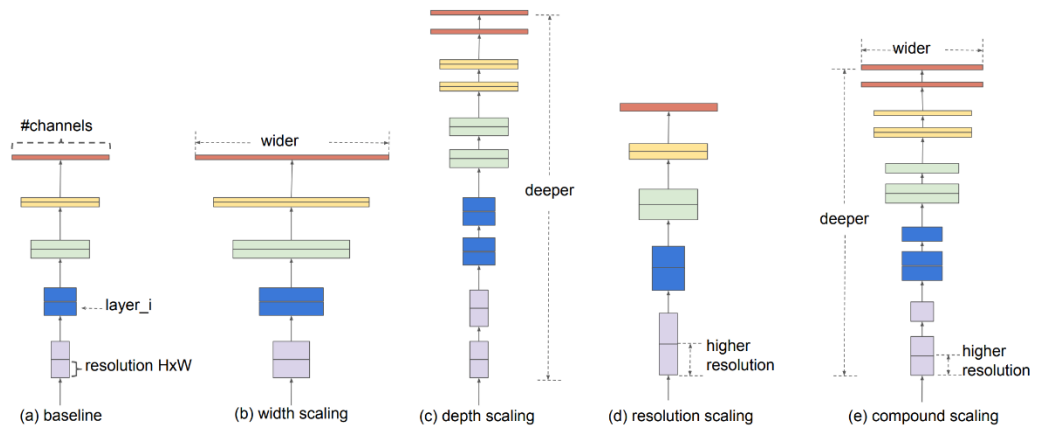 #channels
layer_i
resolution HxW
(a) baseline
wider
(b) width scaling
deeper
(c) depth scaling
higher
resolution
(d) resolution scaling
wider
deeper
higher
resolution
(e) compound scaling